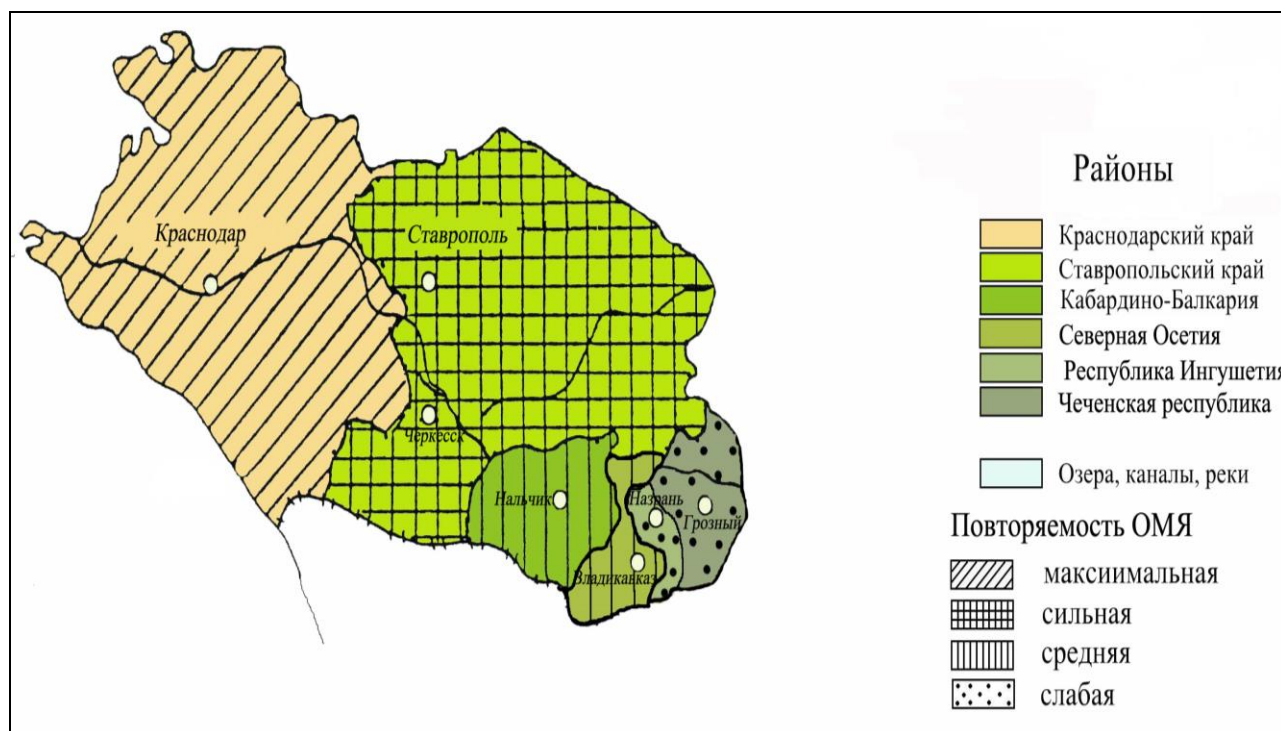 Краснодар
Ставрополь
Черкесск
Нальчик
Назрань
Грозный
Владикавказ
Районы
Краснодарский край
Ставропольский край
Кабардино-Балкария
Северная Осетия
Республика Ингушетия
Чеченская республика
Озера, каналы, реки
Повторяемость ОМЯ
максиимальная
сильная
средняя
слабая